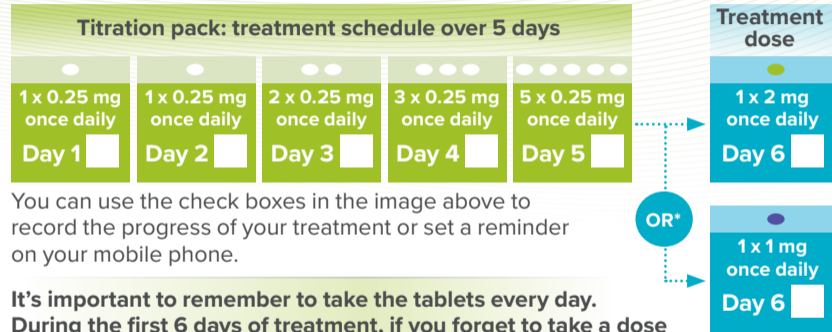 Titration pack: treatment schedule over 5 days
1 x 0.25 mg
once daily
Day 1
1 x 0.25 mg
once daily
Day 2
2 x 0.25 mg
once daily
Day 3
3 x 0.25 mg
once daily
Day 4
5 x 0.25 mg
once daily
Day 5
Treatment
dose
1 x 2 mg
once daily
Day 6
OR*
1 x 1 mg
once daily
Day 6
You can use the check boxes in the image above to
record the progress of your treatment or set a reminder
on your mobile phone.
It’s important to remember to take the tablets every day.
During the first 6 days of treatment, if you forget to take a dose